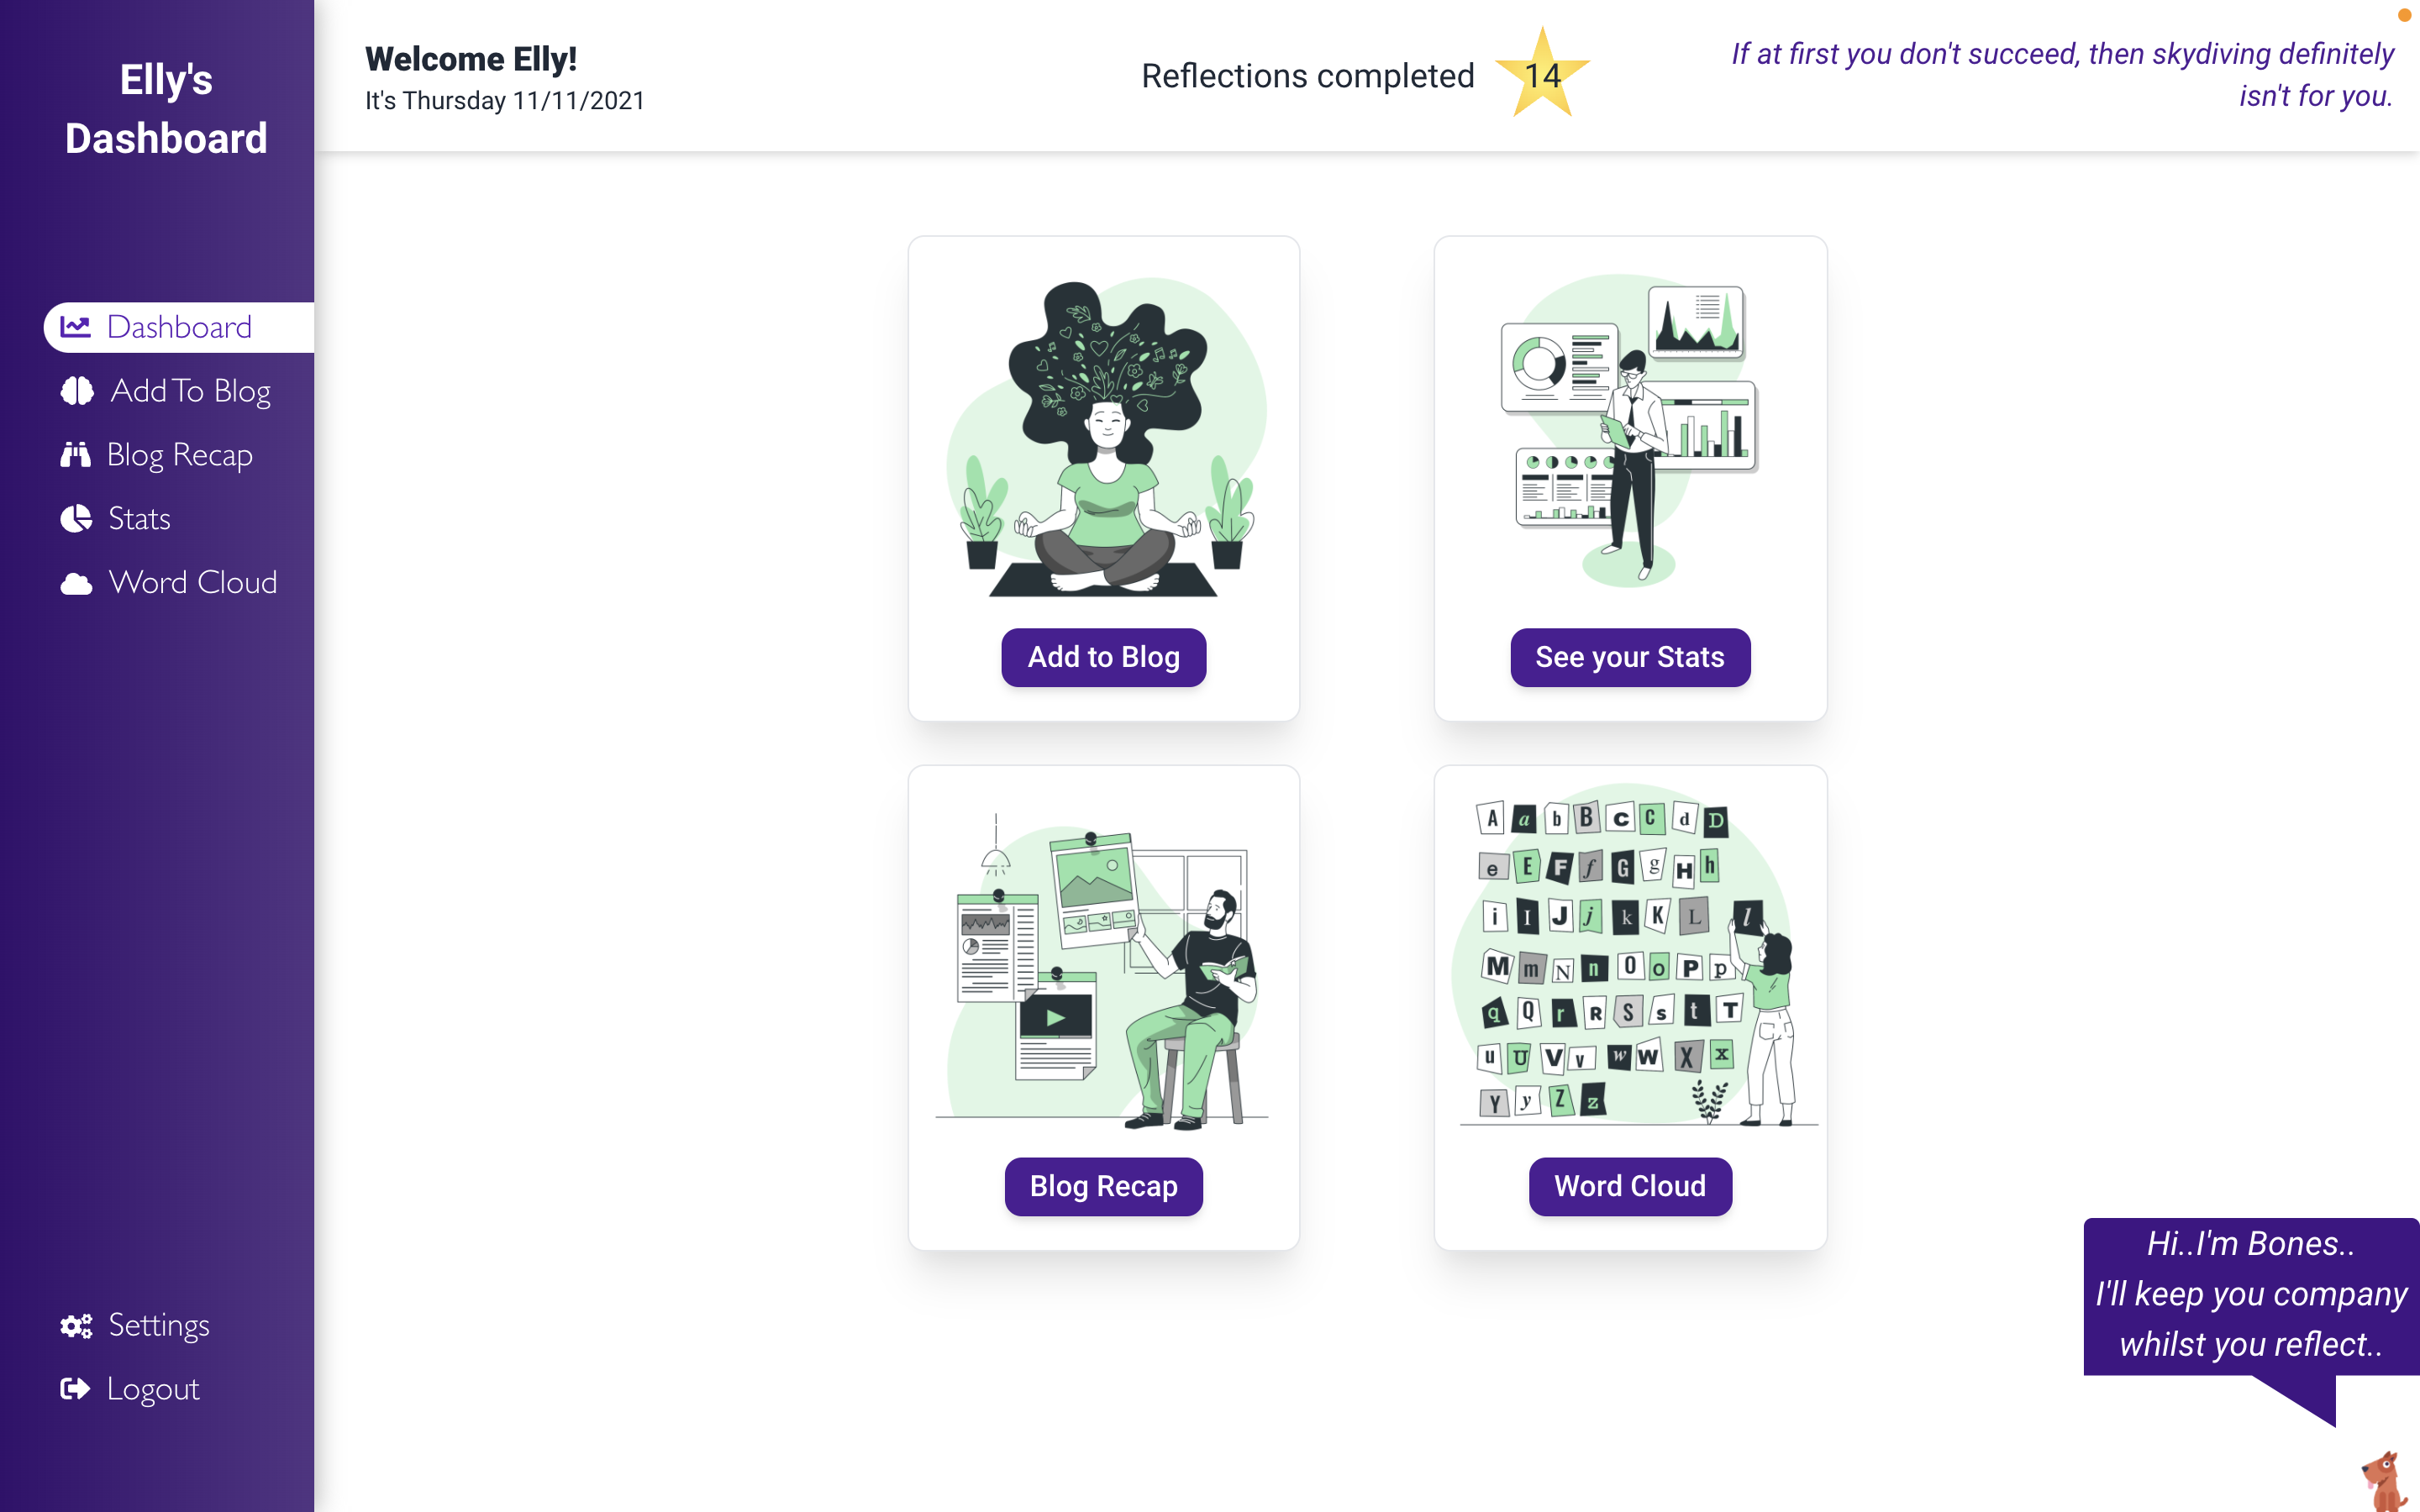 Elly's
Dashboard
Dashboard
Add To Blog
Blog Recap
Stats
Word Cloud
Settings
Logout
Welcome Elly!
It's Thursday 11/11/2021
Reflections completed 14
If at first you don't succeed, then skydiving definitely
isn't for you.
Add to Blog
See your Stats
A a b B c C d D
e E F f G g H h
i I J j k K L l
M m N n O o P p
q Q r R S s t T
u U V v w W X x
Y y Z z
Blog Recap
Word Cloud
Hi..I'm Bones..
I'll keep you company
whilst you reflect..